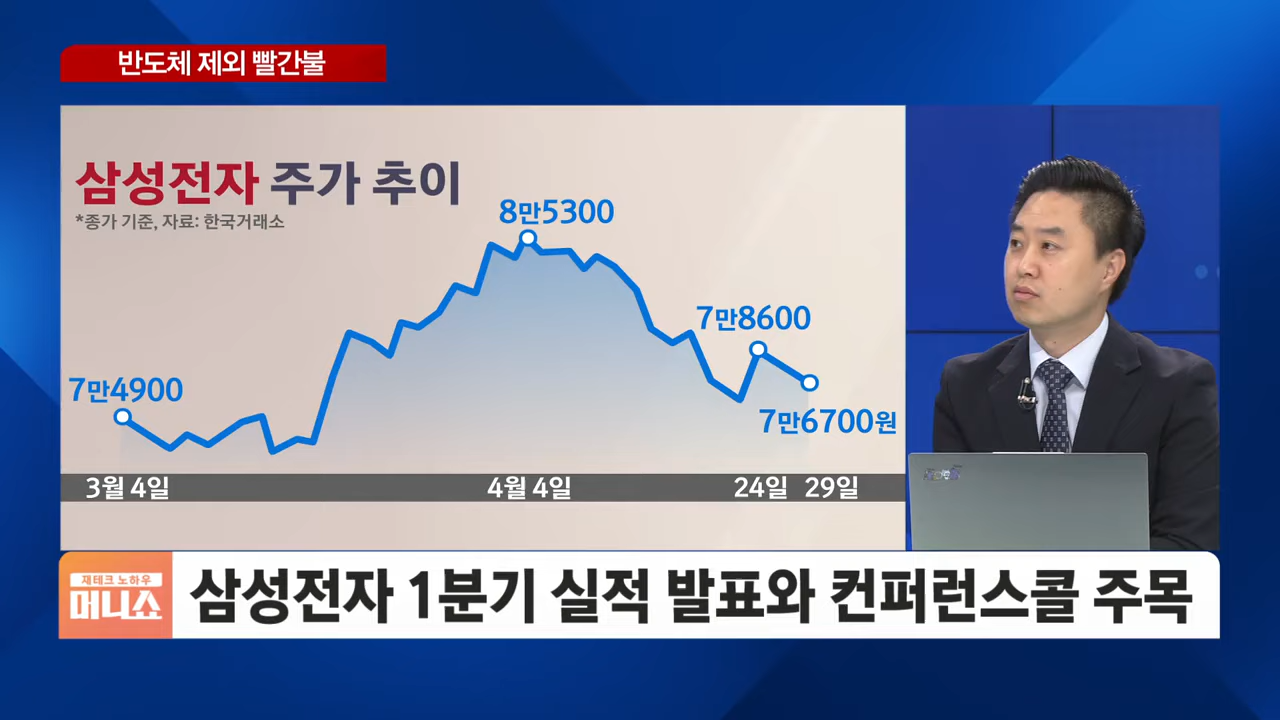 반도체 제외 빨간불
삼성전자 주가 추이
*종가 기준, 자료: 한국거래소
8만5300
7만8600
7만4900
7만6700원
3월 4일 4월 4일 24일 29일
재테크 노하우
머니쇼
삼성전자 1분기 실적 발표와 컨퍼런스콜 주목